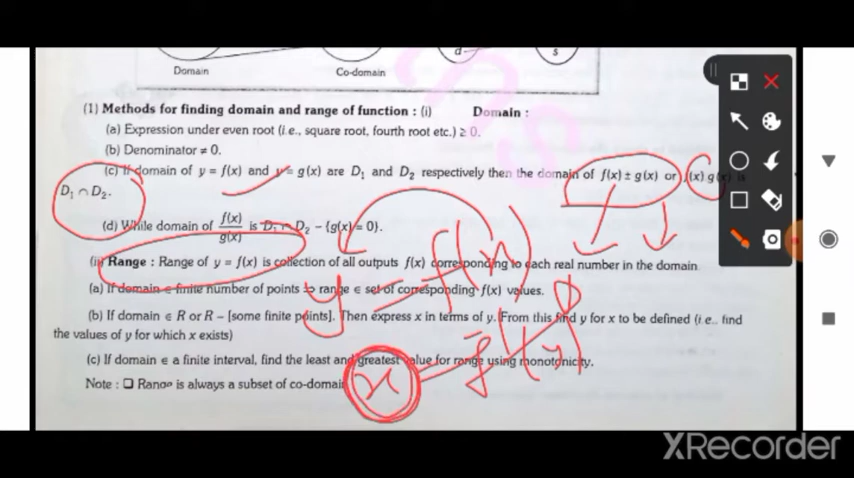 Domain
Co-domain
d
s
(1) Methods for finding domain and range of function : (i) Domain :
(a) Expression under even root (i.e., square root, fourth root etc.) ≥ 0.
(b) Denominator ≠ 0.
(c) If domain of y = f(x) and y = g(x) are D₁ and D₂ respectively then the domain of f(x) ± g(x) or f(x) g(x) is
D₁ ∩ D₂.
(d) While domain of f(x)/g(x) is D₁ ∩ D₂ − {g(x) = 0}.
(ii) Range : Range of y = f(x) is collection of all outputs f(x) corresponding to each real number in the domain.
(a) If domain ∈ finite number of points ⇒ range ∈ set of corresponding f(x) values.
(b) If domain ∈ R or R − [some finite points]. Then express x in terms of y. From this find y for x to be defined (i.e., find
the values of y for which x exists)
(c) If domain ∈ a finite interval, find the least and greatest value for range using monotonicity.
Note : ❑ Range is always a subset of co-domain
y = f(x)
x = f(y)
XRecorder